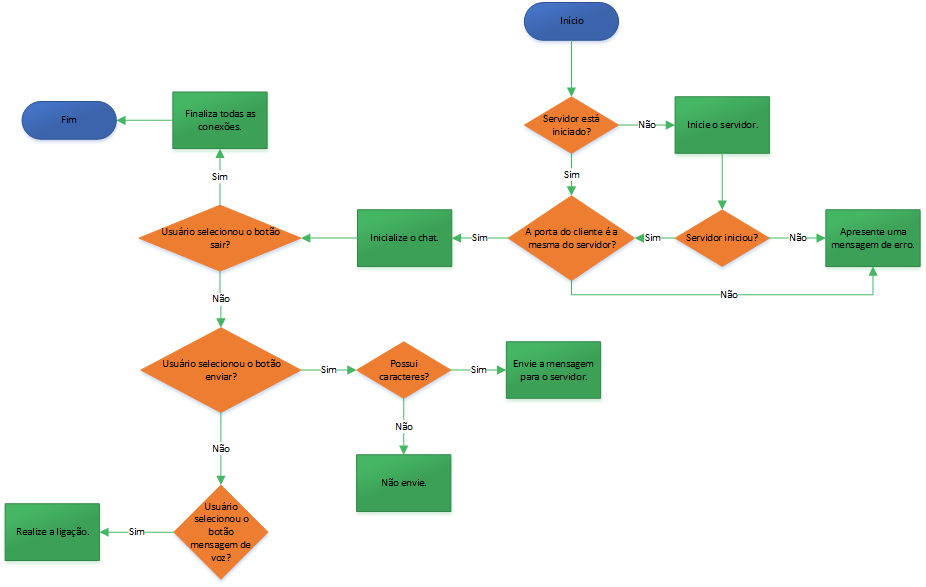 Início
Servidor está
iniciado?
Não
Inicie o servidor.
Finaliza todas as
conexões.
Fim
Sim
Sim
Usuário selecionou o botão
sair?
Inicialize o chat.
Sim
A porta do cliente é a
mesma do servidor?
Sim
Servidor iniciou?
Não
Apresente uma
mensagem de erro.
Não
Não
Usuário selecionou o botão
enviar?
Sim
Possui
caracteres?
Sim
Envie a mensagem
para o servidor.
Não
Não
Não envie.
Usuário
selecionou o
botão
mensagem de
voz?
Sim
Realize a ligação.